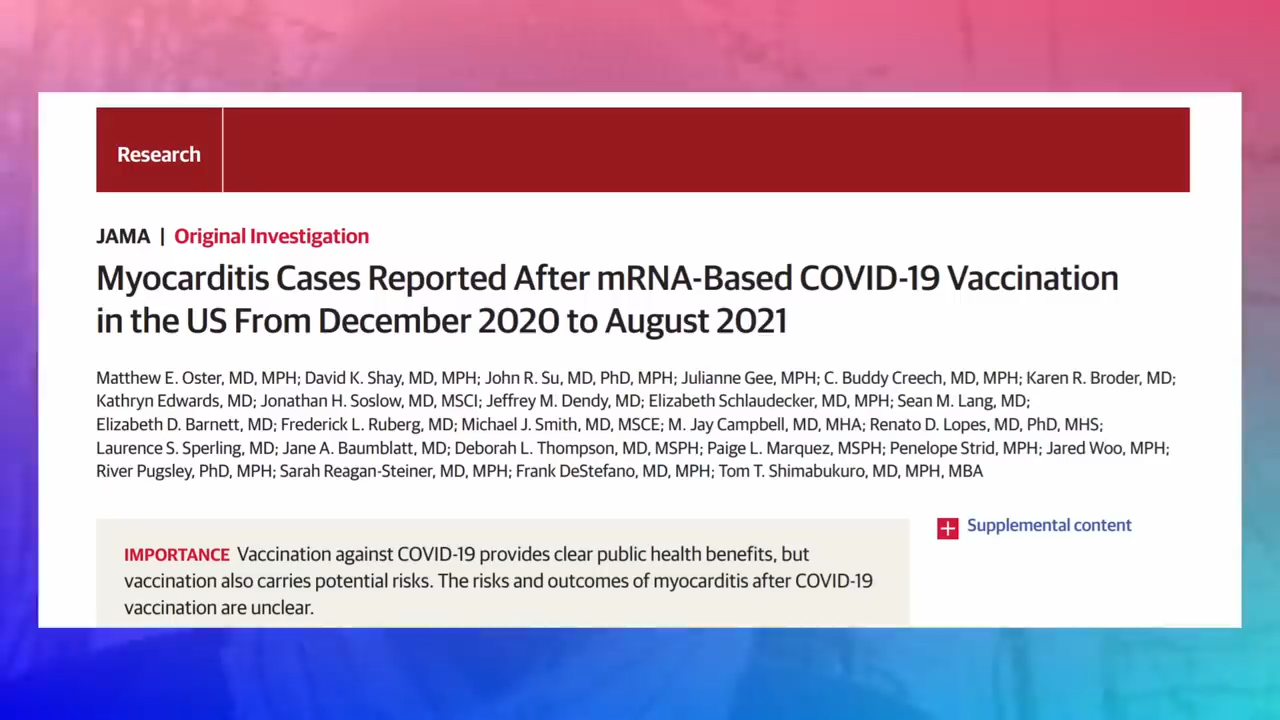 Research
JAMA | Original Investigation
Myocarditis Cases Reported After mRNA-Based COVID-19 Vaccination
in the US From December 2020 to August 2021
Matthew E. Oster, MD, MPH; David K. Shay, MD, MPH; John R. Su, MD, PhD, MPH; Julianne Gee, MPH; C. Buddy Creech, MD, MPH; Karen R. Broder, MD;
Kathryn Edwards, MD; Jonathan H. Soslow, MD, MSCI; Jeffrey M. Dendy, MD; Elizabeth Schlaudecker, MD, MPH; Sean M. Lang, MD;
Elizabeth D. Barnett, MD; Frederick L. Ruberg, MD; Michael J. Smith, MD, MSCE; M. Jay Campbell, MD, MHA; Renato D. Lopes, MD, PhD, MHS;
Laurence S. Sperling, MD; Jane A. Baumblatt, MD; Deborah L. Thompson, MD, MSPH; Paige L. Marquez, MSPH; Penelope Strid, MPH; Jared Woo, MPH;
River Pugsley, PhD, MPH; Sarah Reagan-Steiner, MD, MPH; Frank DeStefano, MD, MPH; Tom T. Shimabukuro, MD, MPH, MBA
IMPORTANCE Vaccination against COVID-19 provides clear public health benefits, but
vaccination also carries potential risks. The risks and outcomes of myocarditis after COVID-19
vaccination are unclear.
Supplemental content